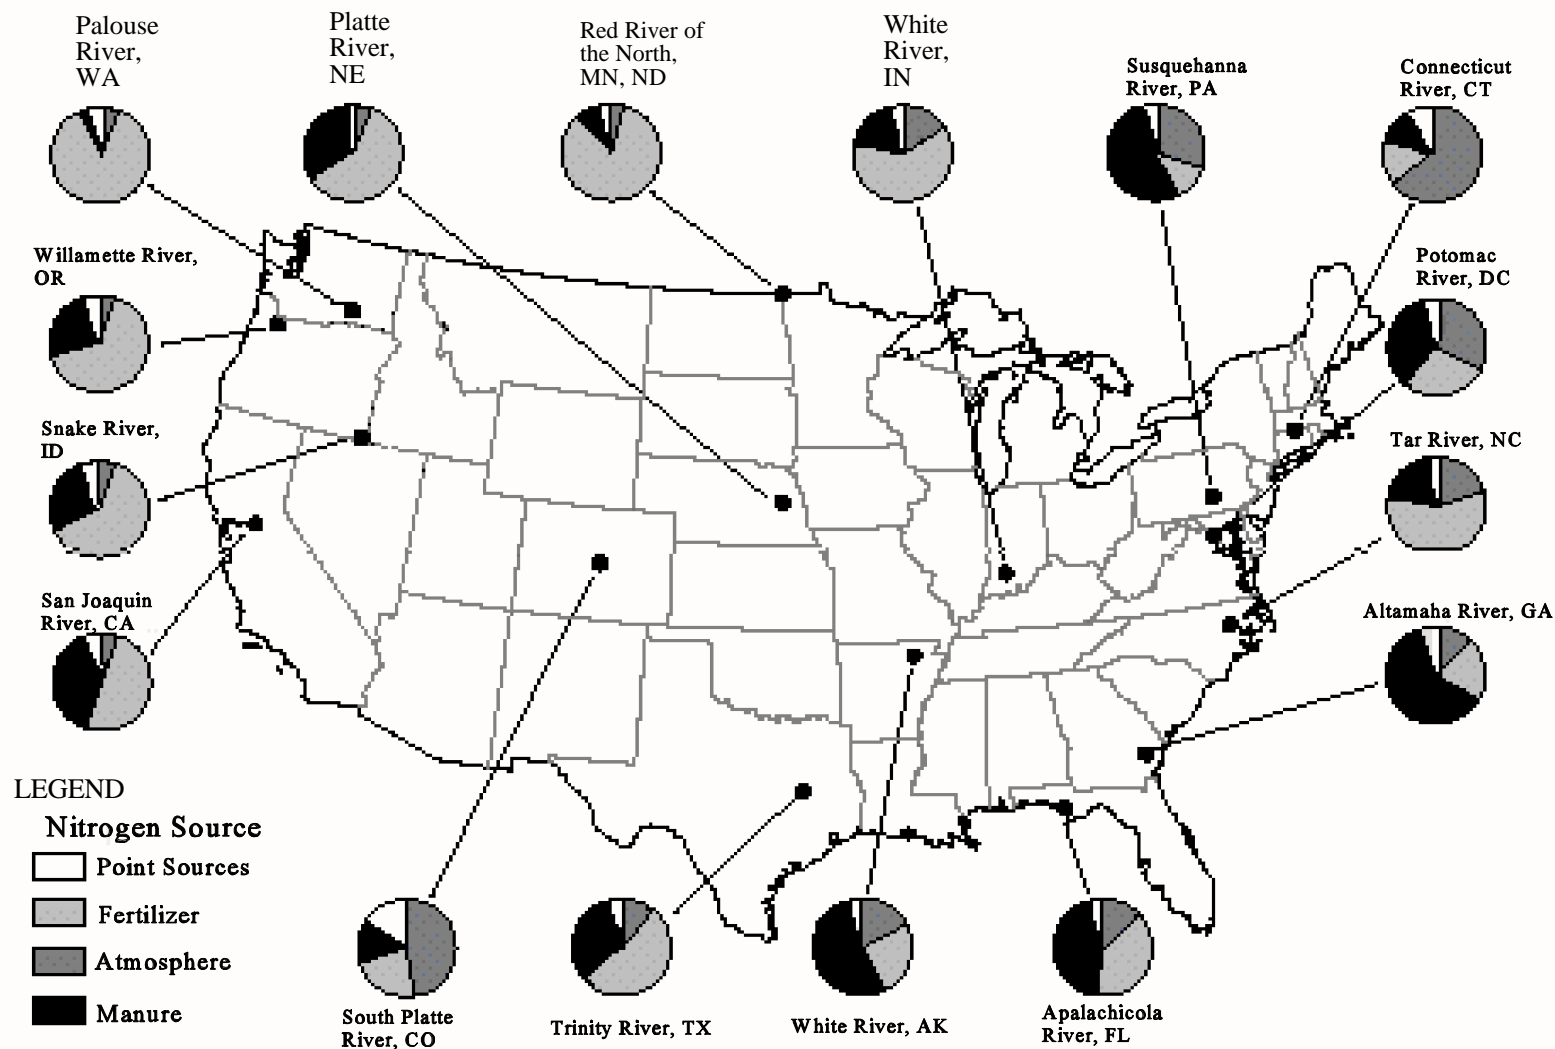 Palouse
River,
WA
Platte
River,
NE
Red River of
the North,
MN, ND
White
River,
IN
Susquehanna
River, PA
Connecticut
River, CT
Willamette River,
OR
Potomac
River, DC
Snake River,
ID
Tar River, NC
San Joaquin
River, CA
Altamaha River, GA
LEGEND
Nitrogen Source
Point Sources
Fertilizer
Atmosphere
Manure
South Platte
River, CO
Trinity River, TX
White River, AK
Apalachicola
River, FL